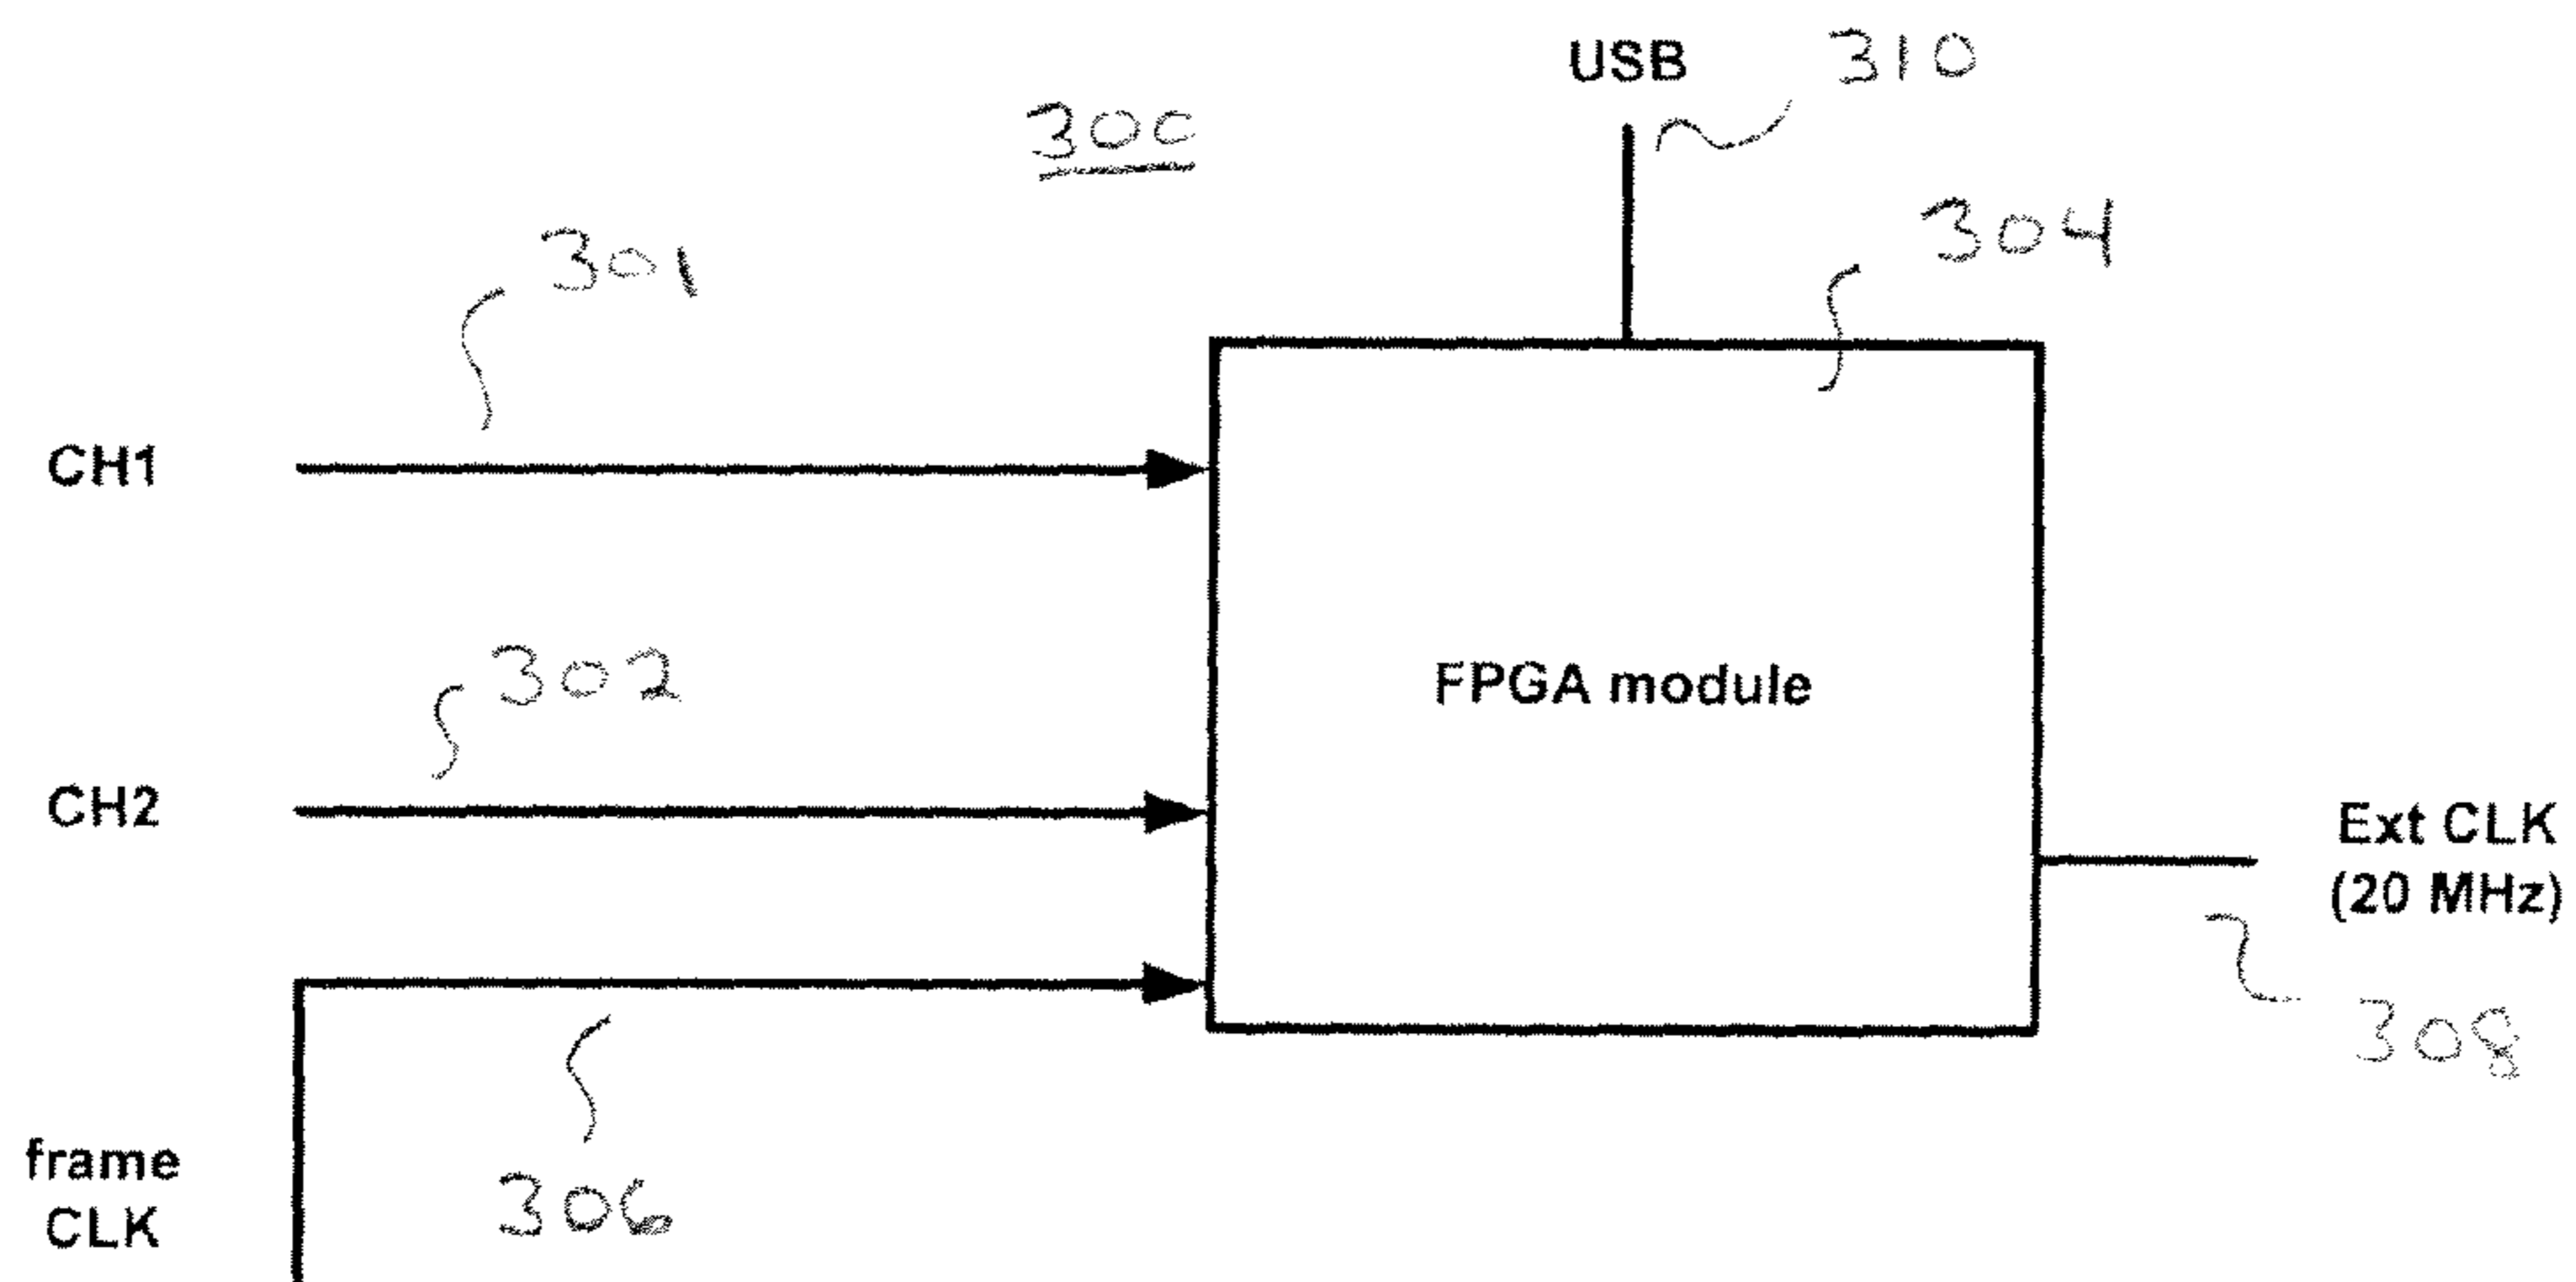 USB 310
300
304
301
CH1
302
FPGA module
CH2
Ext CLK
(20 MHz)
308
306
frame
CLK